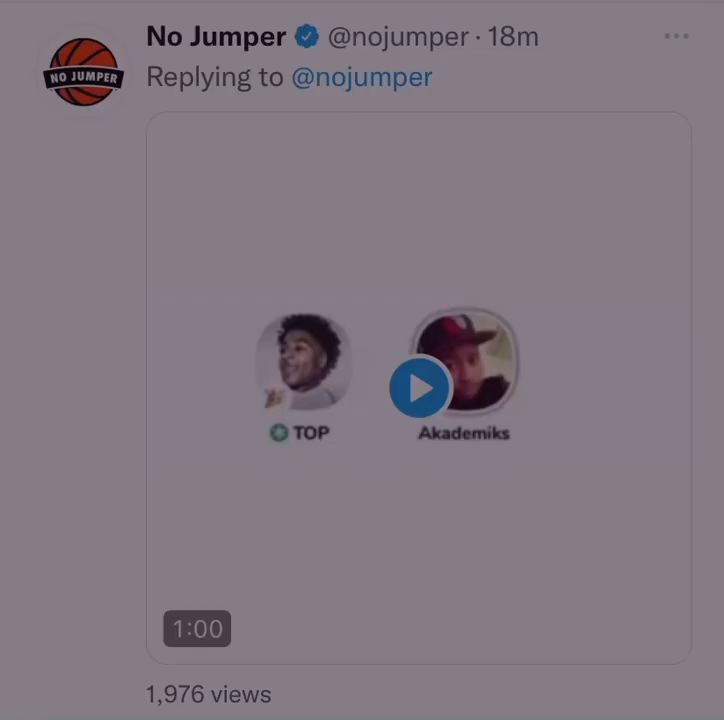 No Jumper @nojumper · 18m
Replying to @nojumper
NO JUMPER
TOP
Akademiks
1:00
1,976 views